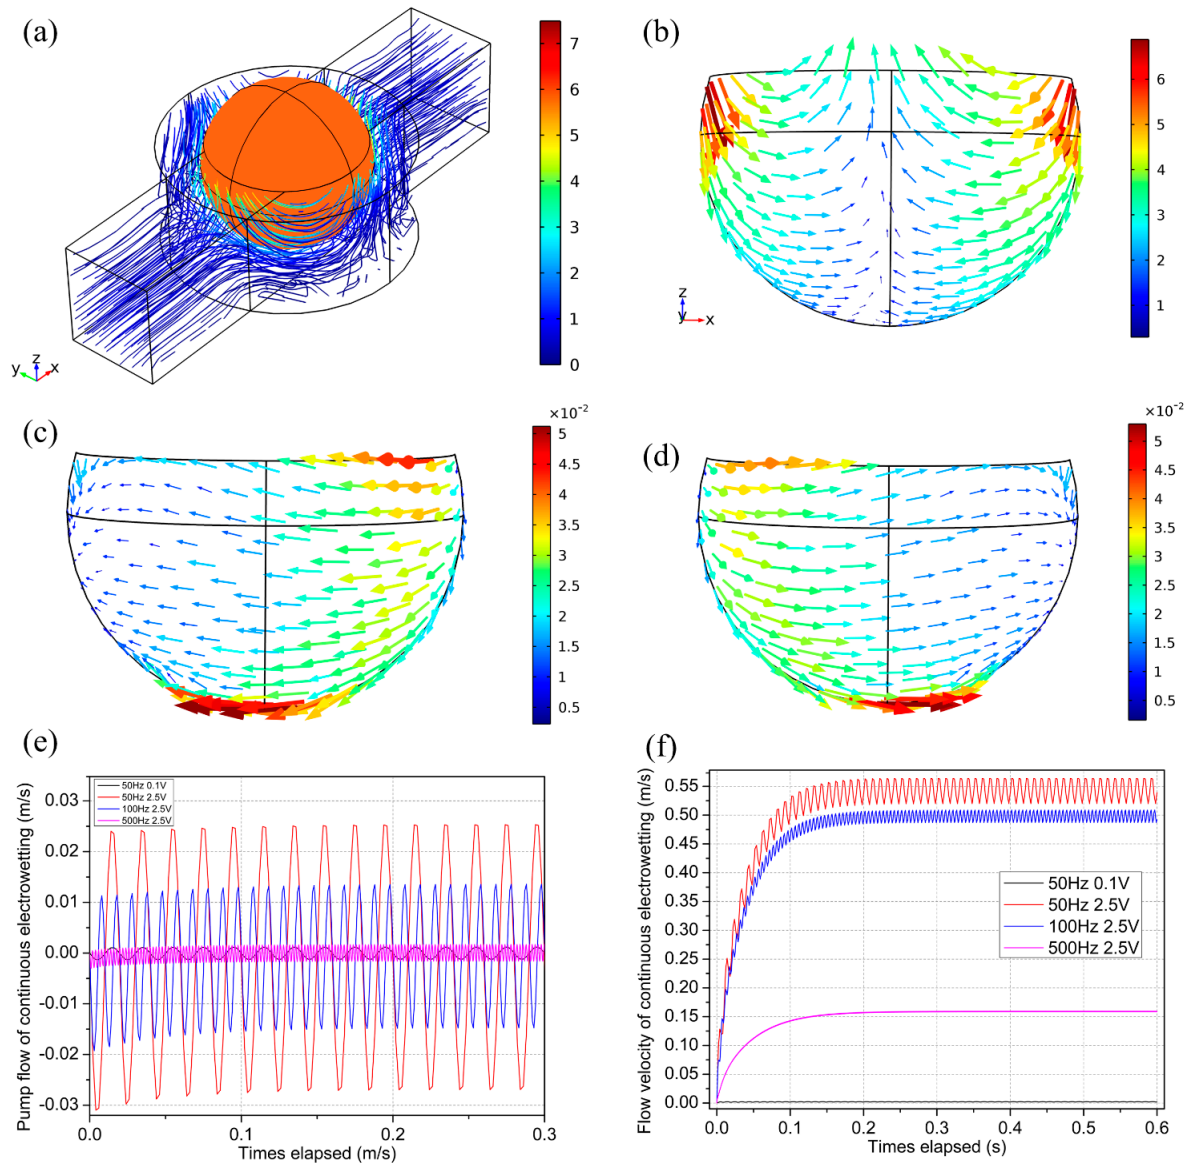 (a)
7
6
5
4
3
2
1
0
z
y
x
(b)
6
5
4
3
2
1
z
y
x
(c)
×10⁻²
5
4.5
4
3.5
3
2.5
2
1.5
1
0.5
(d)
×10⁻²
5
4.5
4
3.5
3
2.5
2
1.5
1
0.5
(e)
Pump flow of continuous electrowetting (m/s)
0.03
0.02
0.01
0.00
-0.01
-0.02
-0.03
50Hz 0.1V
50Hz 2.5V
100Hz 2.5V
500Hz 2.5V
0.0 0.1 0.2 0.3
Times elapsed (m/s)
(f)
Flow velocity of continuous electrowetting (m/s)
0.55
0.50
0.45
0.40
0.35
0.30
0.25
0.20
0.15
0.10
0.05
0.00
50Hz 0.1V
50Hz 2.5V
100Hz 2.5V
500Hz 2.5V
0.0 0.1 0.2 0.3 0.4 0.5 0.6
Times elapsed (s)